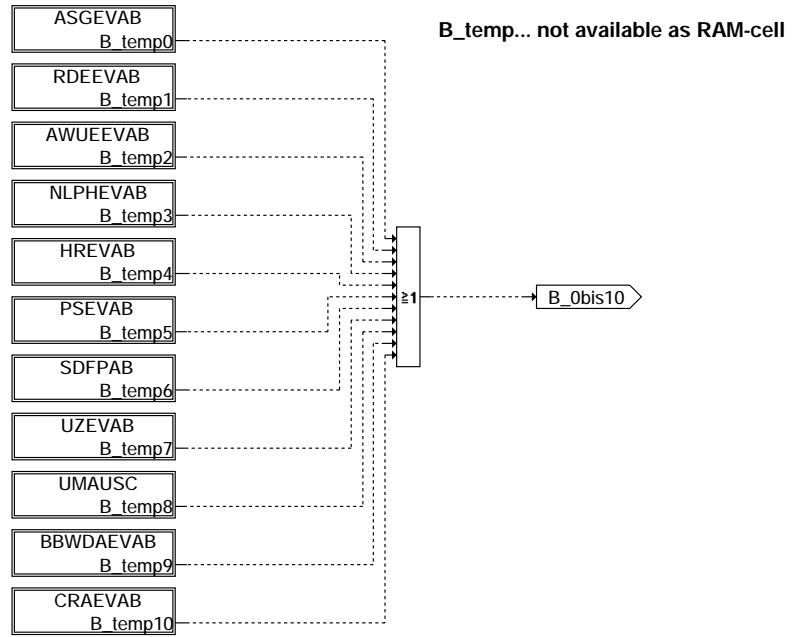 ASGEVAB
B_temp0
B_temp... not available as RAM-cell
RDEEVAB
B_temp1
AWUEEVAB
B_temp2
NLPHEVAB
B_temp3
HREVAB
B_temp4
PSEVAB
B_temp5
≧1
B_0bis10
SDFPAB
B_temp6
UZEVAB
B_temp7
UMAUSC
B_temp8
BBWDAEVAB
B_temp9
CRAEVAB
B_temp10